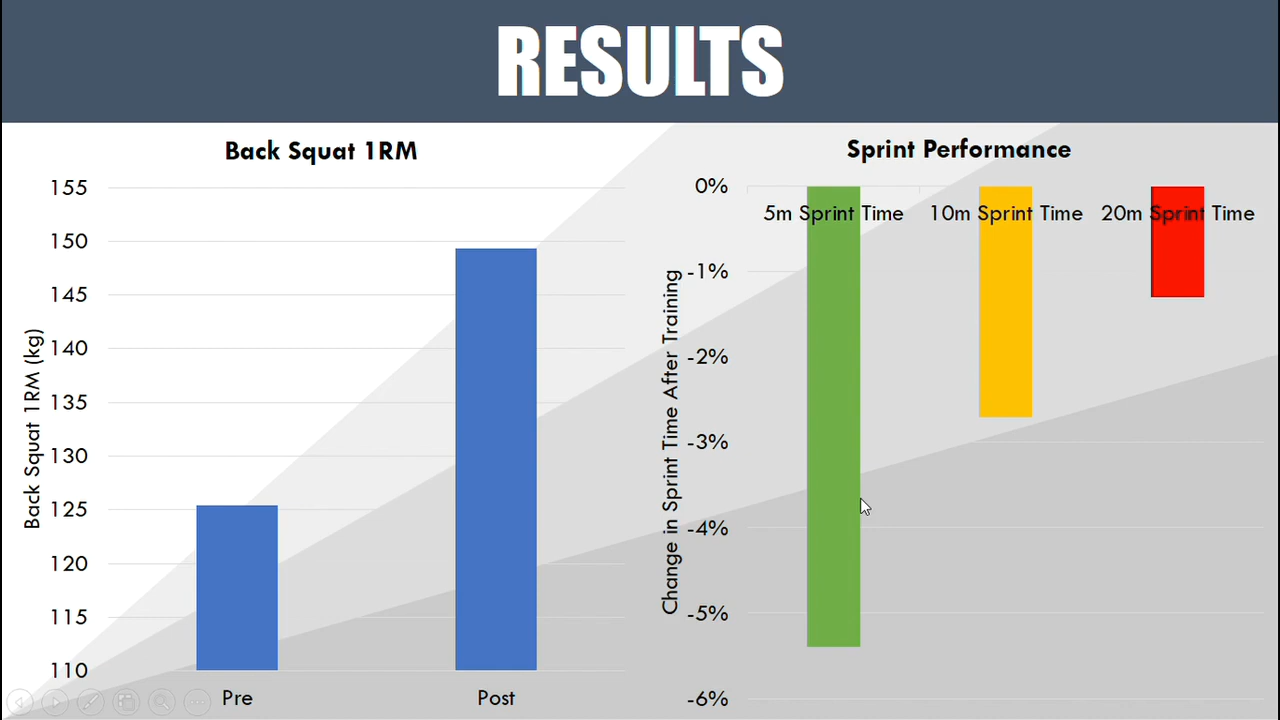 RESULTS
Back Squat 1RM
Back Squat 1RM (kg)
155
150
145
140
135
130
125
120
115
110
Pre
Post
Sprint Performance
Change in Sprint Time After Training
0%
-1%
-2%
-3%
-4%
-5%
-6%
5m Sprint Time
10m Sprint Time
20m Sprint Time